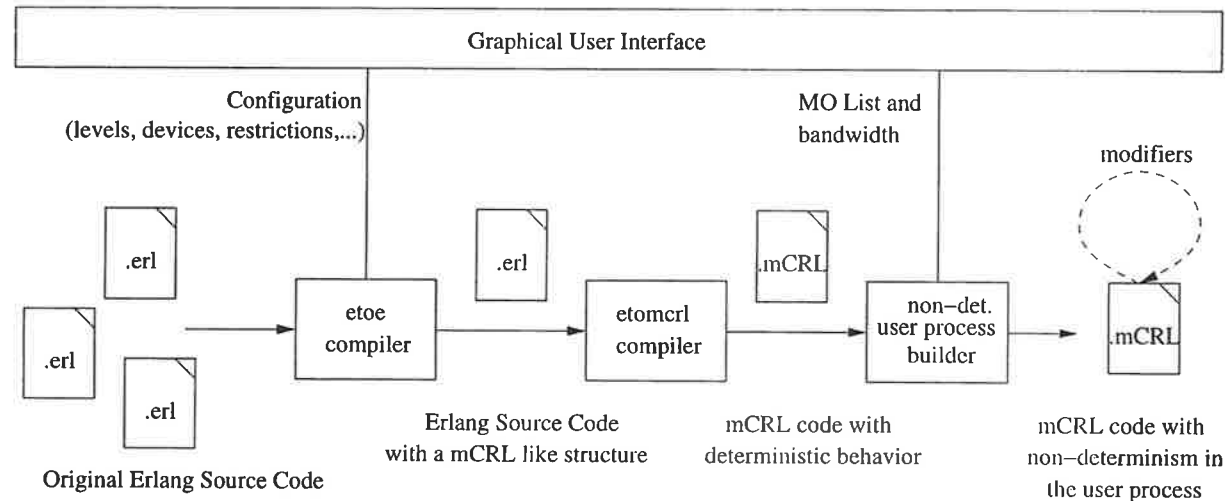 Graphical User Interface
Configuration
(levels, devices, restrictions,...)
MO List and
bandwidth
modifiers
.erl
.erl
.erl
.erl
.mCRL
.mCRL
etoe
compiler
etomcrl
compiler
non-det.
user process
builder
Original Erlang Source Code
Erlang Source Code
with a mCRL like structure
mCRL code with
deterministic behavior
mCRL code with
non-determinism in
the user process